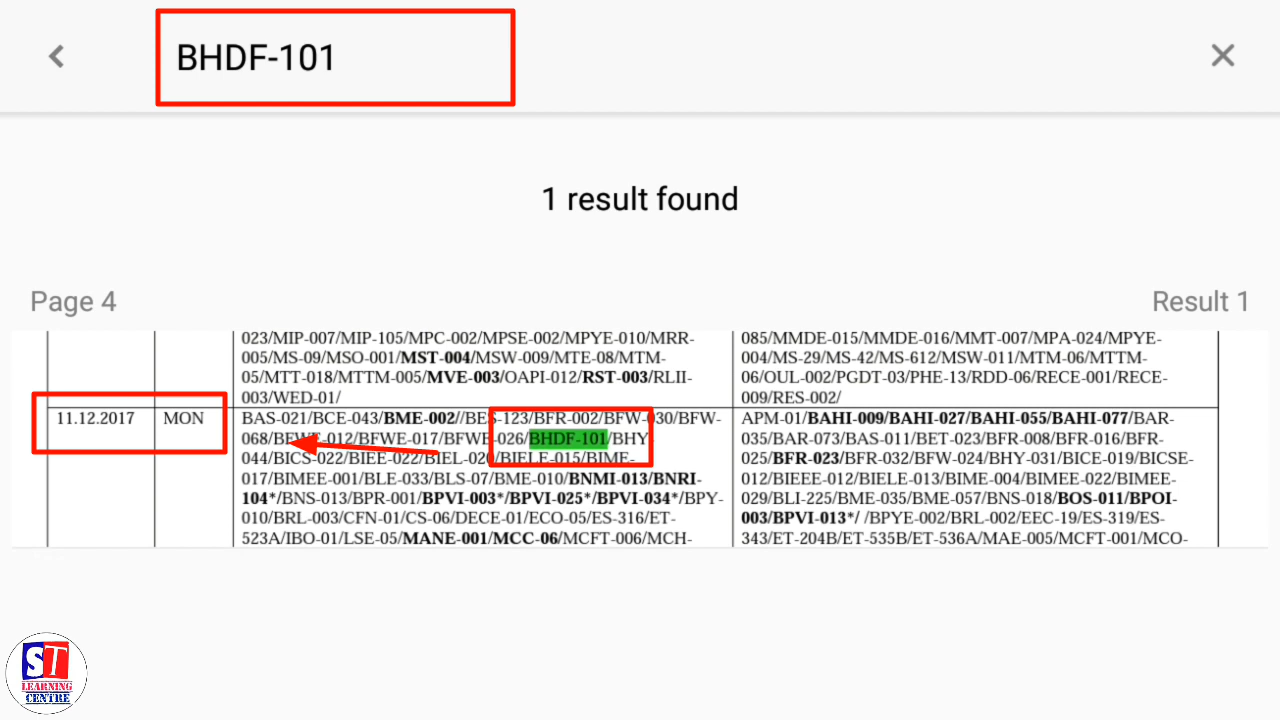 BHDF-101
1 result found
Page 4
Result 1
023/MIP-007/MIP-105/MPC-002/MPSE-002/MPYE-010/MRR-
005/MS-09/MSO-001/MST-004/MSW-009/MTE-08/MTM-
05/MTT-018/MTTM-005/MVE-003/OAPI-012/RST-003/RLII-
003/WED-01/
085/MMDE-015/MMDE-016/MMT-007/MPA-024/MPYE-
004/MS-29/MS-42/MS-612/MSW-011/MTM-06/MTTM-
06/OUL-002/PGDT-03/PHE-13/RDD-06/RECE-001/RECE-
009/RES-002/
11.12.2017
MON
BAS-021/BCE-043/BME-002//BES-123/BFR-002/BFW-030/BFW-
068/BFWE-012/BFWE-017/BFWE-026/BHDF-101/BHY-
044/BICS-022/BIEE-022/BIEL-020/BIELE-015/BIME-
017/BIMEE-001/BLE-033/BLS-07/BME-010/BNMI-013/BNRI-
104*/BNS-013/BPR-001/BPVI-003*/BPVI-025*/BPVI-034*/BPY-
010/BRL-003/CFN-01/CS-06/DECE-01/ECO-05/ES-316/ET-
523A/IBO-01/LSE-05/MANE-001/MCC-06/MCFT-006/MCH-
APM-01/BAHI-009/BAHI-027/BAHI-055/BAHI-077/BAR-
035/BAR-073/BAS-011/BET-023/BFR-008/BFR-016/BFR-
025/BFR-023/BFR-032/BFW-024/BHY-031/BICE-019/BICSE-
012/BIEEE-012/BIELE-013/BIME-004/BIMEE-022/BIMEE-
029/BLI-225/BME-035/BME-057/BNS-018/BOS-011/BPOI-
003/BPVI-013*/ /BPYE-002/BRL-002/EEC-19/ES-319/ES-
343/ET-204B/ET-535B/ET-536A/MAE-005/MCFT-001/MCO-
ST
LEARNING
CENTRE